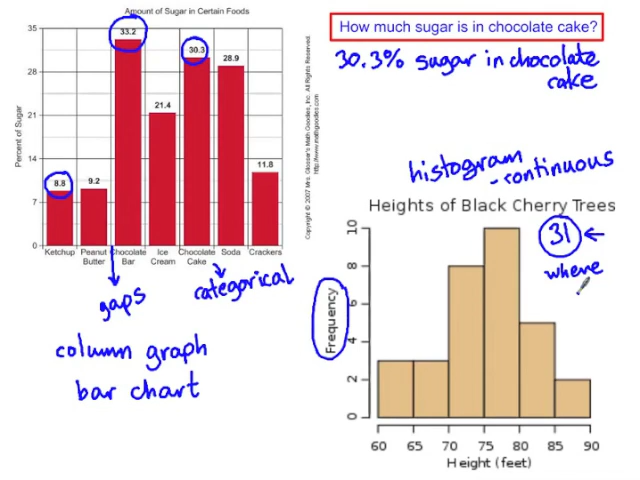 Amount of Sugar in Certain Foods
Percent of Sugar
35
28
21
14
7
0
8.8
9.2
33.2
21.4
30.3
28.9
11.8
Ketchup
Peanut
Butter
Chocolate
Bar
Ice
Cream
Chocolate
Cake
Soda
Crackers
Copyright © 2007 Mrs. Glosser's Math Goodies, Inc. All Rights Reserved.
http://www.mathgoodies.com
gaps
categorical
column graph
bar chart
How much sugar is in chocolate cake?
30.3% sugar in chocolate
cake
histogram
- continuous
Heights of Black Cherry Trees
31
where
Frequency
10
8
6
4
2
0
60 65 70 75 80 85 90
Height (feet)